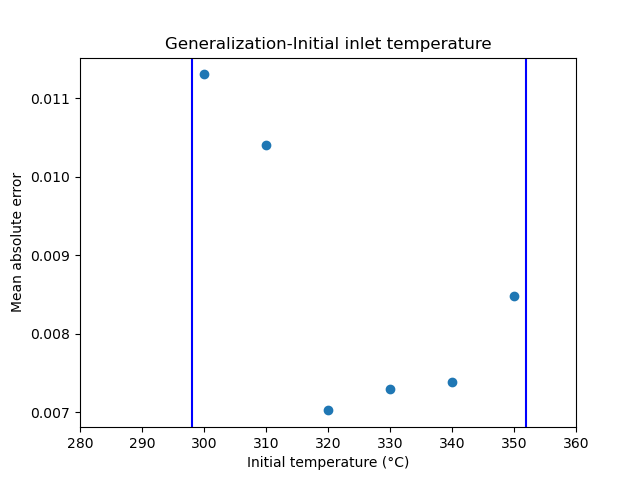 Generalization-Initial inlet temperature
Mean absolute error
0.011
0.010
0.009
0.008
0.007
280 290 300 310 320 330 340 350 360
Initial temperature (°C)